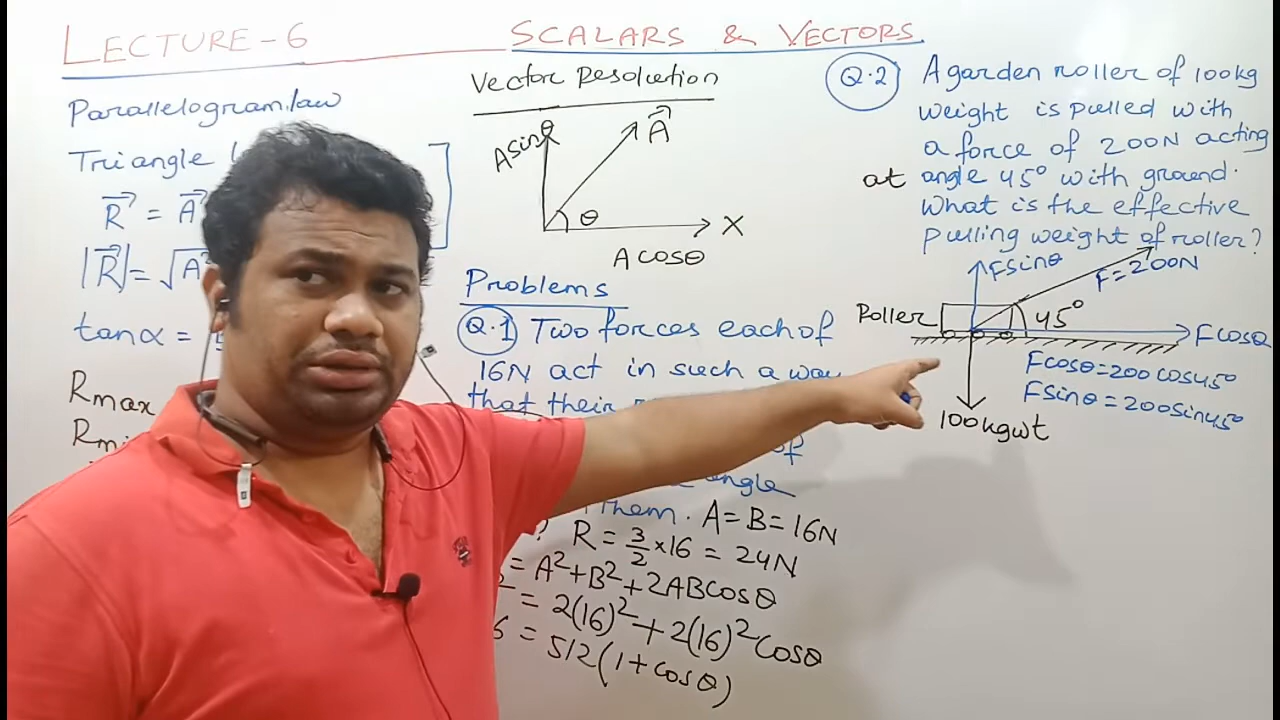 LECTURE-6
SCALARS & VECTORS
Parallelogram law
Triangle
R = A
|R| = √A²
tanα =
Rmax
Vector Resolution
A sinθ
A
θ
X
A cosθ
Problems
Q.1 Two forces each of
16N act in such a way
that their
of
angle
them. A = B = 16N
? R = 3/2 × 16 = 24N
= A² + B² + 2ABcosθ
= 2(16)² + 2(16)² cosθ
6 = 512(1 + cosθ)
Q.2 A garden roller of 100kg
weight is pulled with
a force of 200N acting
at angle 45° with ground.
What is the effective
pulling weight of roller?
Fsinθ
F=200N
Roller
45°
Fcosθ
Fcosθ = 200 cos45°
Fsinθ = 200sin45°
100kgwt